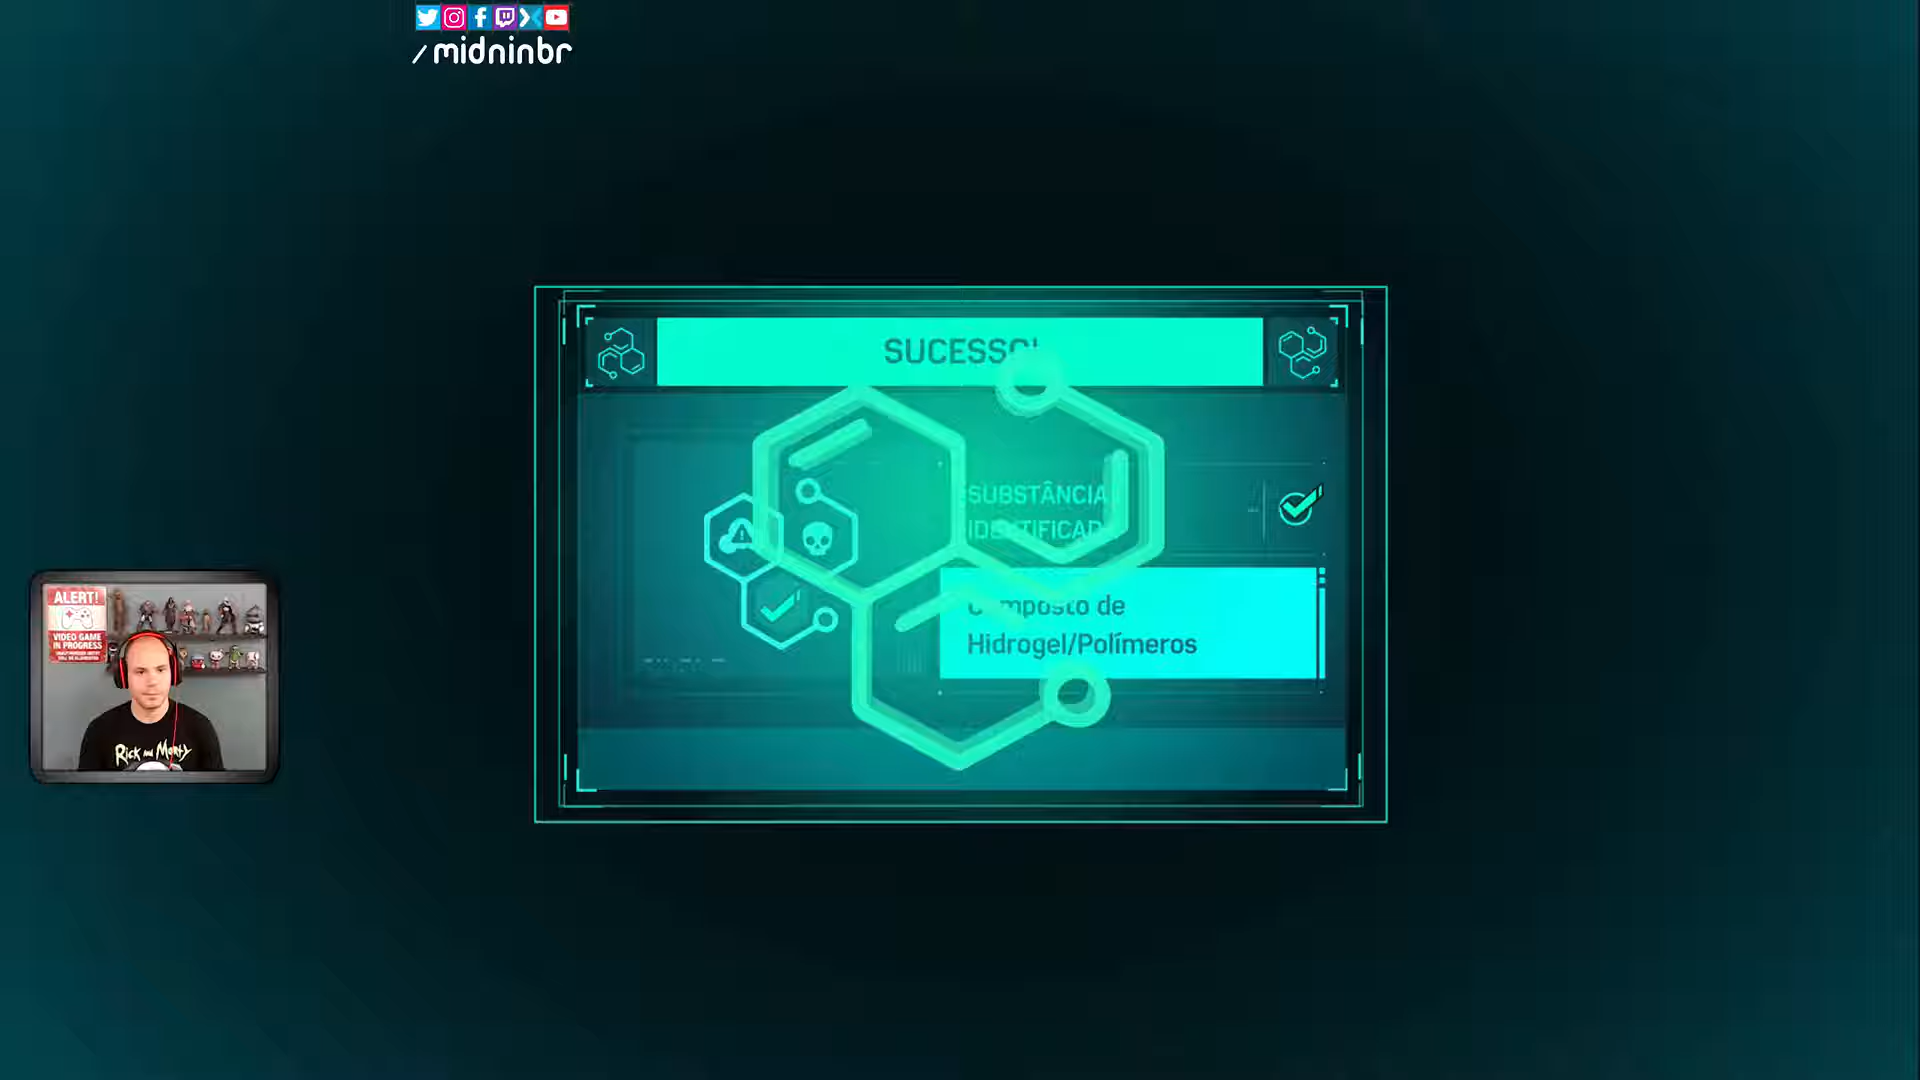 /midninbr
SUCESSO!
SUBSTÂNCIA
IDENTIFICADA
Composto de
Hidrogel/Polímeros
ALERT!
VIDEO GAME
IN PROGRESS
Rick and Morty